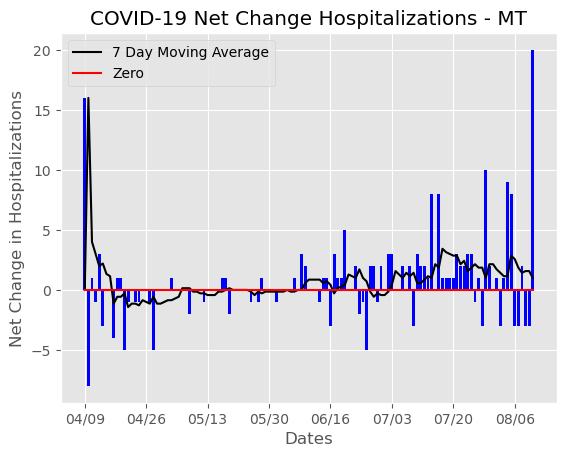 COVID-19 Net Change Hospitalizations - MT
7 Day Moving Average
Zero
Net Change in Hospitalizations
20
15
10
5
0
−5
04/09 04/26 05/13 05/30 06/16 07/03 07/20 08/06
Dates